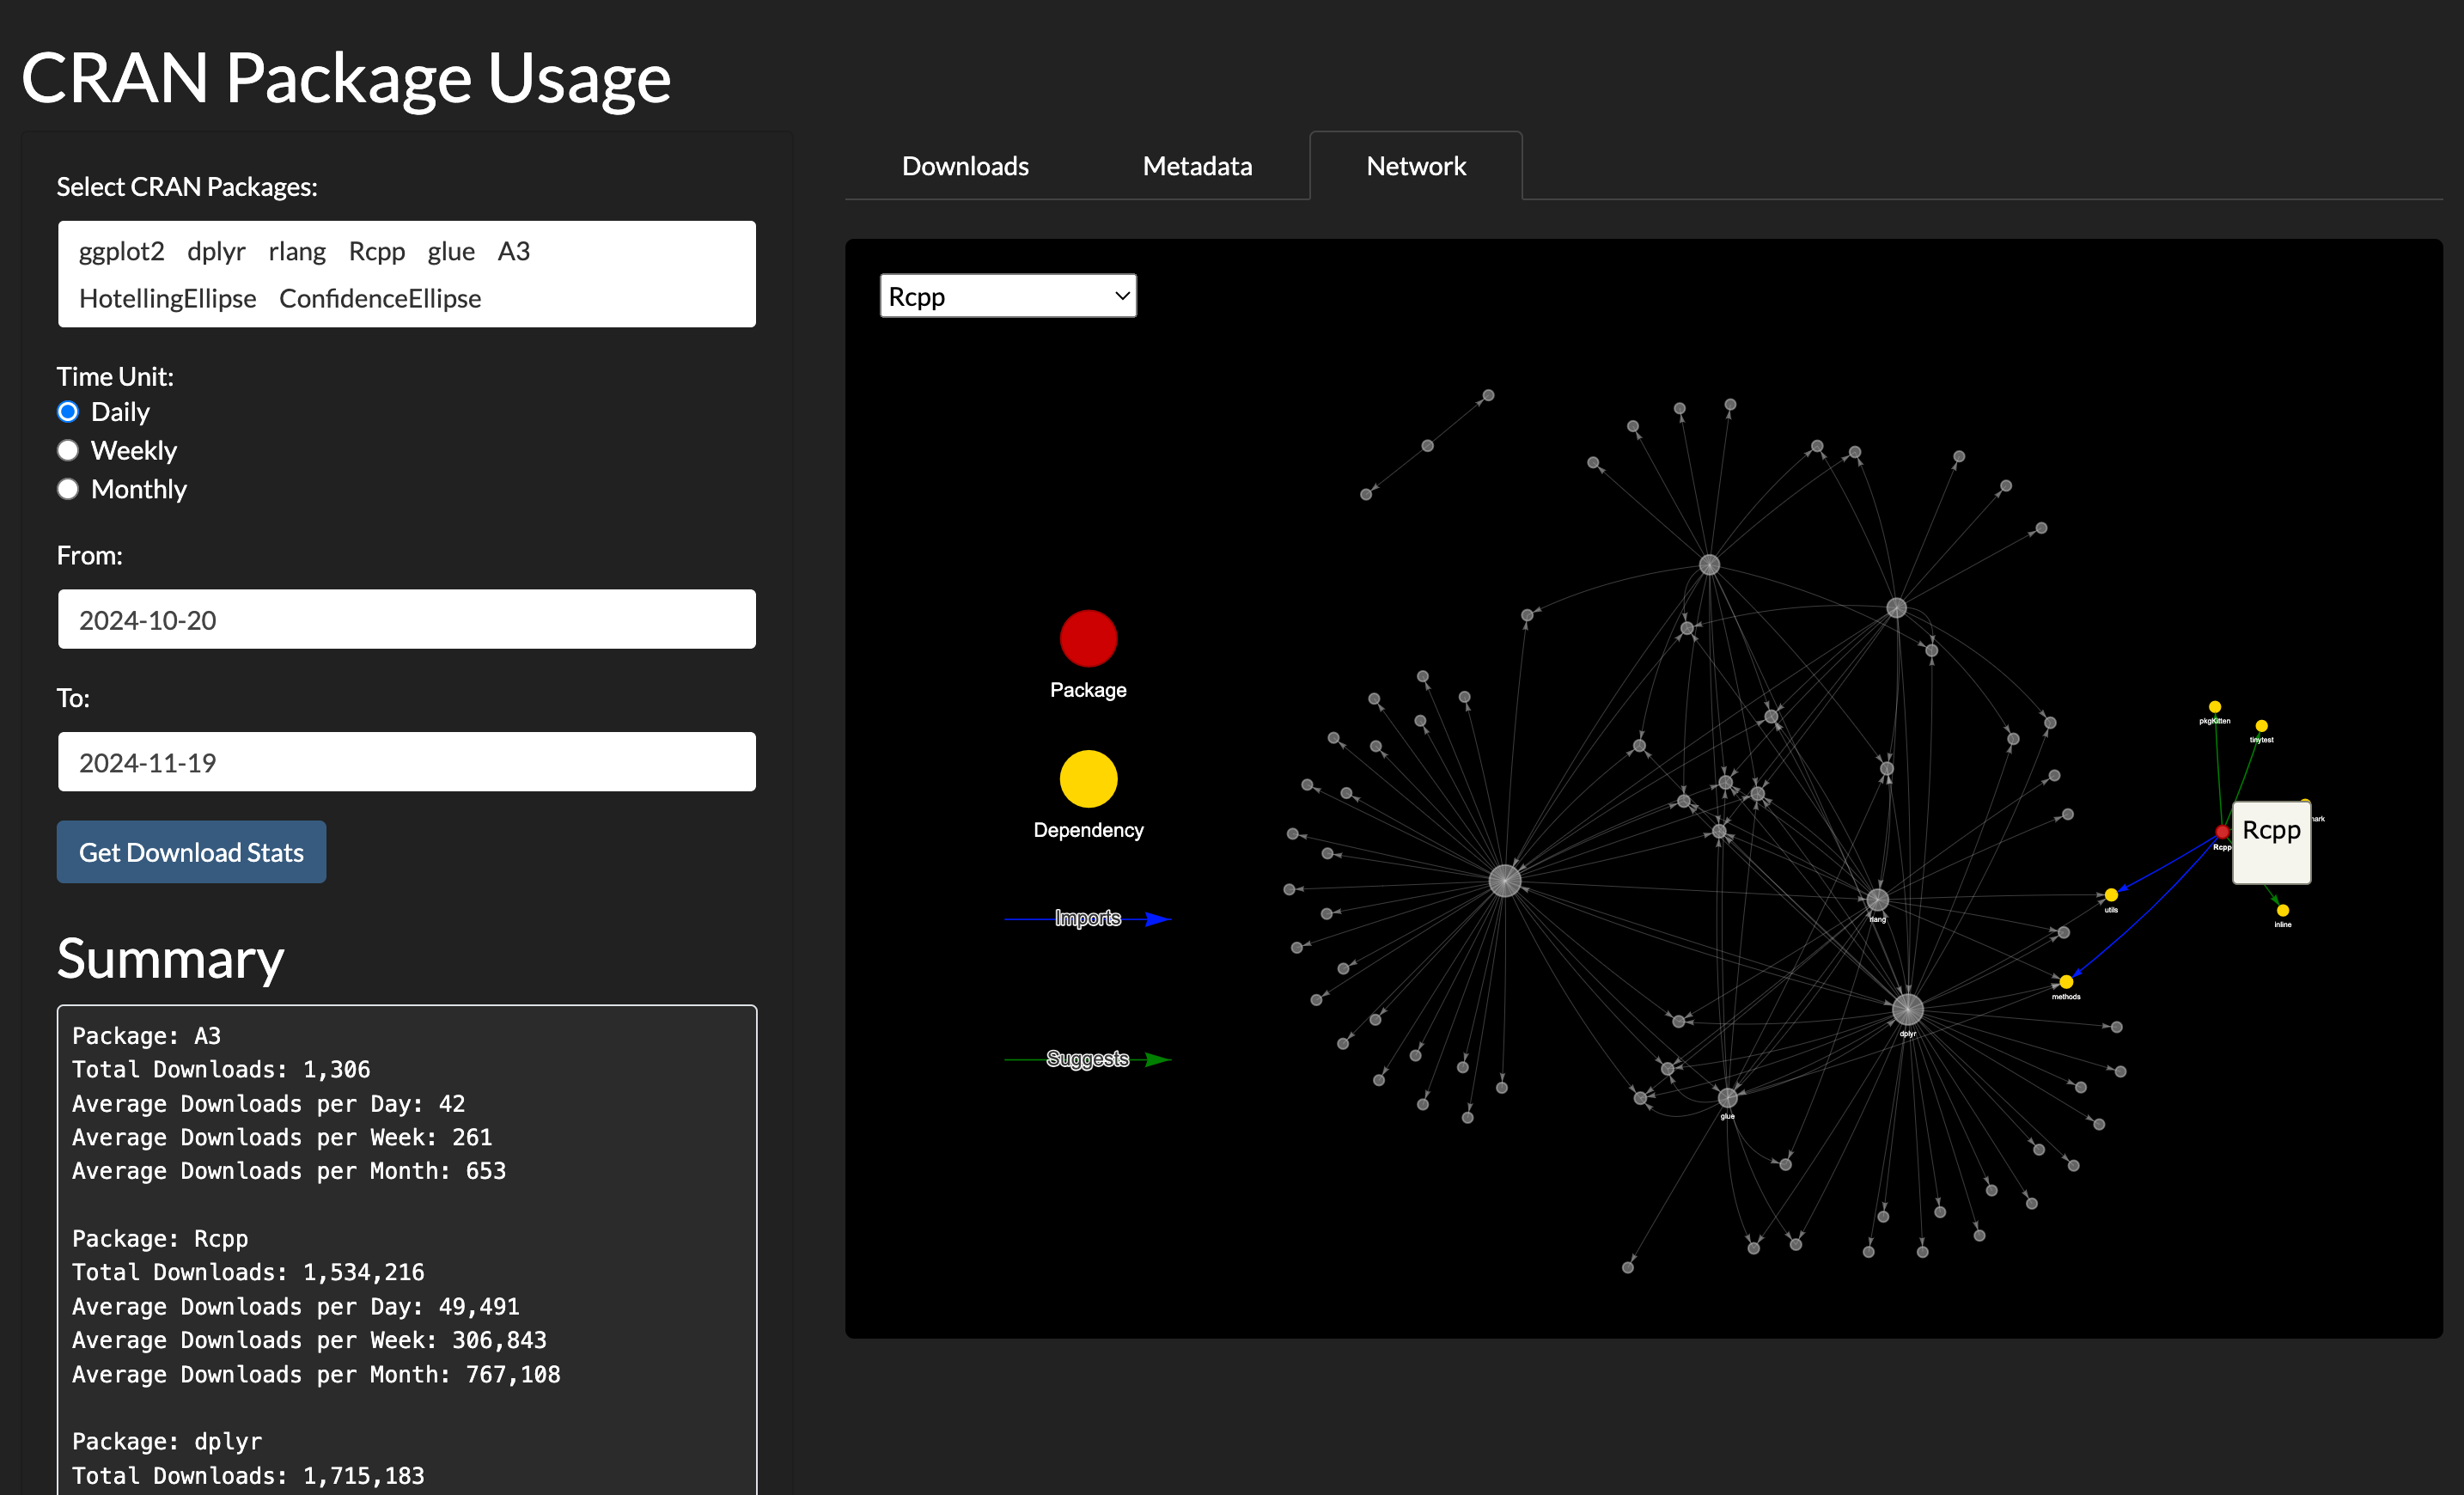 CRAN Package Usage
Select CRAN Packages:
ggplot2 dplyr rlang Rcpp glue A3
HotellingEllipse ConfidenceEllipse
Time Unit:
Daily
Weekly
Monthly
From:
2024-10-20
To:
2024-11-19
Get Download Stats
Summary
Package: A3
Total Downloads: 1,306
Average Downloads per Day: 42
Average Downloads per Week: 261
Average Downloads per Month: 653
Package: Rcpp
Total Downloads: 1,534,216
Average Downloads per Day: 49,491
Average Downloads per Week: 306,843
Average Downloads per Month: 767,108
Package: dplyr
Total Downloads: 1,715,183
Downloads Metadata Network
Rcpp
Package
Dependency
Imports
Suggests
pkgKitten
tinytest
Rcpp
Rcpp
utils
inline
methods
rlang
dplyr
glue